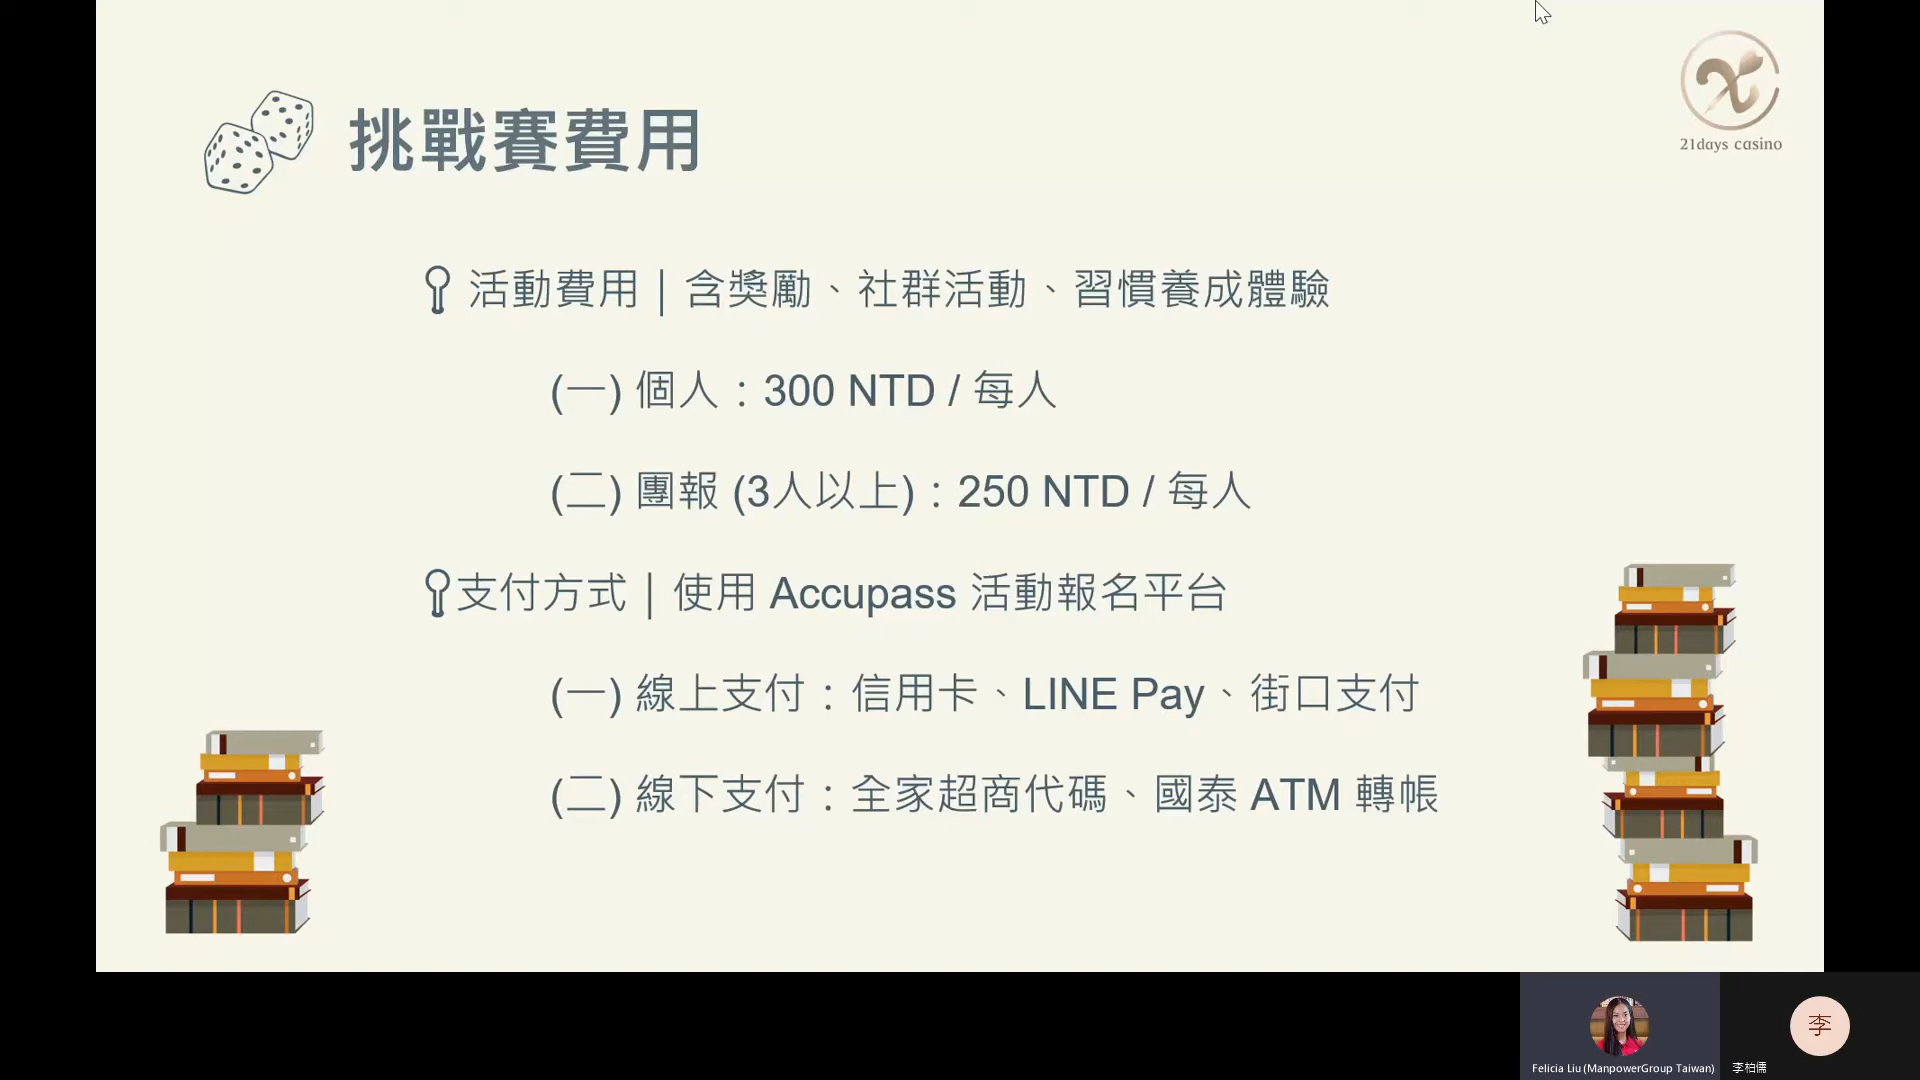 挑戰賽費用
21days casino
活動費用 | 含獎勵、社群活動、習慣養成體驗
(一) 個人：300 NTD / 每人
(二) 團報 (3人以上)：250 NTD / 每人
支付方式 | 使用 Accupass 活動報名平台
(一) 線上支付：信用卡、LINE Pay、街口支付
(二) 線下支付：全家超商代碼、國泰 ATM 轉帳
李
Felicia Liu (ManpowerGroup Taiwan)
李柏儒